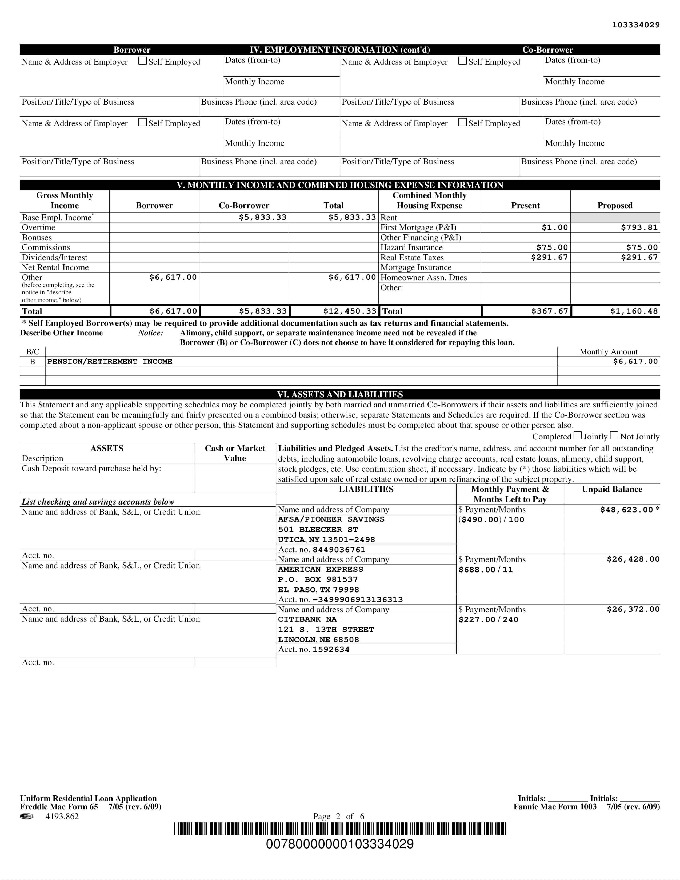 103334029
Borrower IV. EMPLOYMENT INFORMATION (cont'd) Co-Borrower
Name & Address of Employer Self Employed Dates (from-to) Name & Address of Employer Self Employed Dates (from-to)
Monthly Income Monthly Income
Position/Title/Type of Business Business Phone (incl. area code) Position/Title/Type of Business Business Phone (incl. area code)
Name & Address of Employer Self Employed Dates (from-to) Name & Address of Employer Self Employed Dates (from-to)
Monthly Income Monthly Income
Position/Title/Type of Business Business Phone (incl. area code) Position/Title/Type of Business Business Phone (incl. area code)
V. MONTHLY INCOME AND COMBINED HOUSING EXPENSE INFORMATION
Gross Monthly Income Borrower Co-Borrower Total Combined Monthly Housing Expense Present Proposed
Base Empl. Income* $5,833.33 $5,833.33 Rent
Overtime First Mortgage (P&I) $1.00 $793.81
Bonuses Other Financing (P&I)
Commissions Hazard Insurance $75.00 $75.00
Dividends/Interest Real Estate Taxes $291.67 $291.67
Net Rental Income Mortgage Insurance
Other $6,617.00 $6,617.00 Homeowner Assn. Dues
(before completing, see the Other
notice in "describe
other income," below)
Total $6,617.00 $5,833.33 $12,450.33 Total $367.67 $1,160.48
* Self Employed Borrower(s) may be required to provide additional documentation such as tax returns and financial statements.
Describe Other Income Notice: Alimony, child support, or separate maintenance income need not be revealed if the
Borrower (B) or Co-Borrower (C) does not choose to have it considered for repaying this loan.
B/C Monthly Amount
B PENSION/RETIREMENT INCOME $6,617.00
VI. ASSETS AND LIABILITIES
This Statement and any applicable supporting schedules may be completed jointly by both married and unmarried Co-Borrowers if their assets and liabilities are sufficiently joined
so that the Statement can be meaningfully and fairly presented on a combined basis; otherwise, separate Statements and Schedules are required. If the Co-Borrower section was
completed about a non-applicant spouse or other person, this Statement and supporting schedules must be completed about that spouse or other person also.
Completed Jointly Not Jointly
ASSETS Cash or Market Value Liabilities and Pledged Assets. List the creditor's name, address, and account number for all outstanding
Description debts, including automobile loans, revolving charge accounts, real estate loans, alimony, child support,
Cash Deposit toward purchase held by: stock pledges, etc. Use continuation sheet, if necessary. Indicate by (*) those liabilities which will be
satisfied upon sale of real estate owned or upon refinancing of the subject property.
LIABILITIES Monthly Payment & Months Left to Pay Unpaid Balance
List checking and savings accounts below
Name and address of Bank, S&L, or Credit Union Name and address of Company $ Payment/Months $48,623.00*
AFSA/PIONEER SAVINGS ($490.00)/100
501 BLEECKER ST
UTICA, NY 13501-2498
Acct. no. Acct. no. 8449036761
Name and address of Bank, S&L, or Credit Union Name and address of Company $ Payment/Months $26,428.00
AMERICAN EXPRESS $688.00/11
P.O. BOX 981537
EL PASO, TX 79998
Acct. no. Acct. no. -3499906913136313
Name and address of Bank, S&L, or Credit Union Name and address of Company $ Payment/Months $26,372.00
CITIBANK NA $227.00/240
121 S. 13TH STREET
LINCOLN, NE 68508
Acct. no. Acct. no. 1592634
Uniform Residential Loan Application Initials: Initials:
Freddie Mac Form 65 7/05 (rev. 6/09) Fannie Mae Form 1003 7/05 (rev. 6/09)
4193.862 Page 2 of 6
00780000000103334029